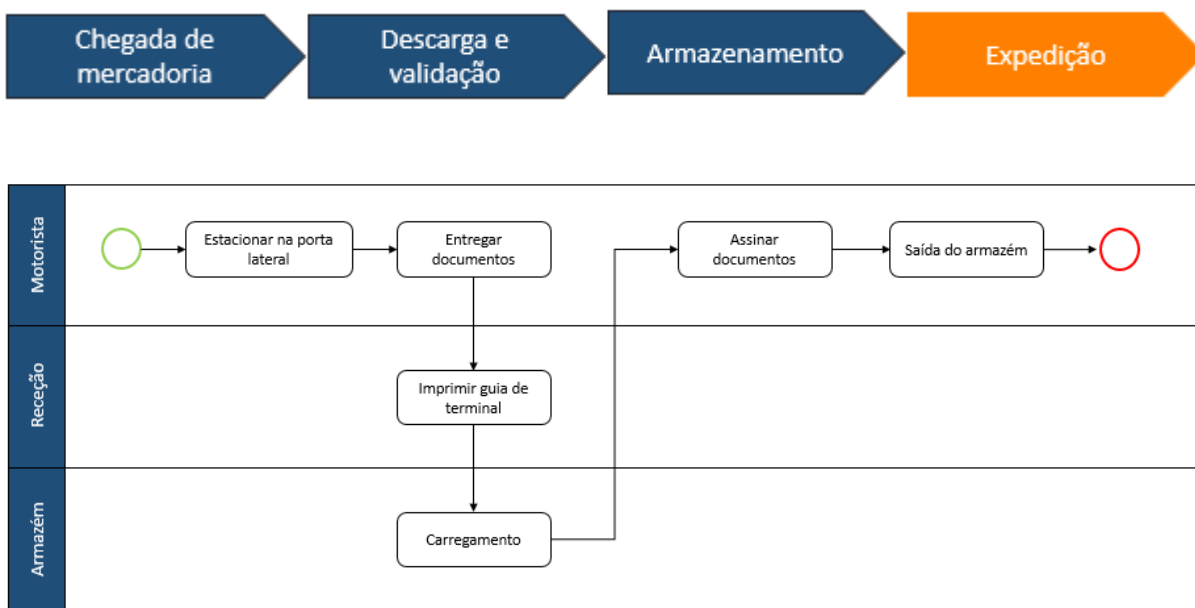 Chegada de
mercadoria
Descarga e
validação
Armazenamento
Expedição
Motorista
Estacionar na porta
lateral
Entregar
documentos
Assinar
documentos
Saída do armazém
Receção
Imprimir guia de
terminal
Armazém
Carregamento